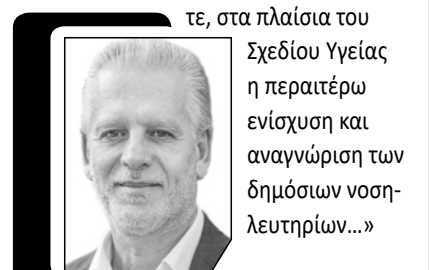 τε, στα πλαίσια του
Σχεδίου Υγείας
η περαιτέρω
ενίσχυση και
αναγνώριση των
δημόσιων νοση-
λευτηρίων...»